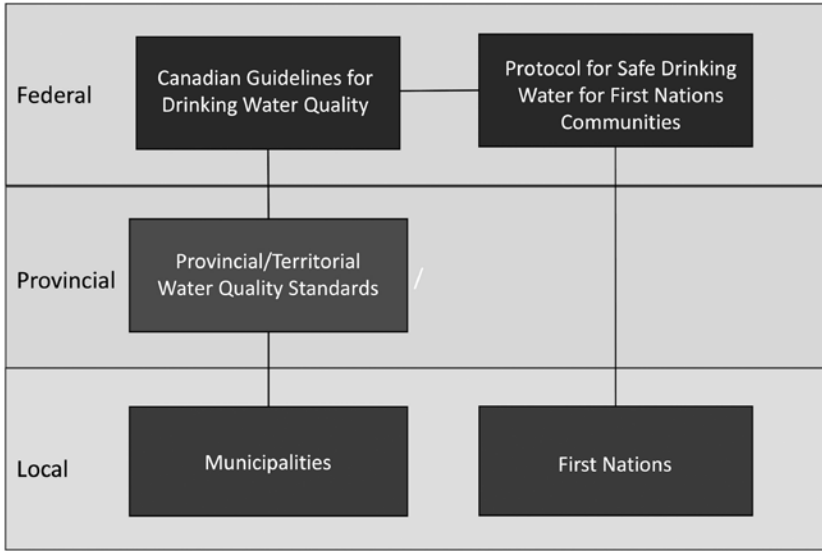 Federal
Canadian Guidelines for
Drinking Water Quality
Protocol for Safe Drinking
Water for First Nations
Communities
Provincial
Provincial/Territorial
Water Quality Standards
/
Local
Municipalities
First Nations